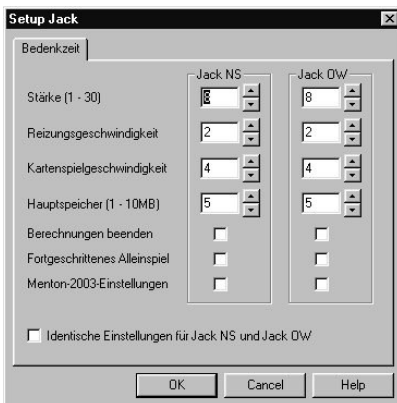 Setup Jack
Bedenkzeit
Jack NS Jack OW
Stärke (1 - 30) 8 8
Reizungsgeschwindigkeit 2 2
Kartenspielgeschwindigkeit 4 4
Hauptspeicher (1 - 10MB) 5 5
Berechnungen beenden
Fortgeschrittenes Alleinspiel
Menton-2003-Einstellungen
Identische Einstellungen für Jack NS und Jack OW
OK Cancel Help